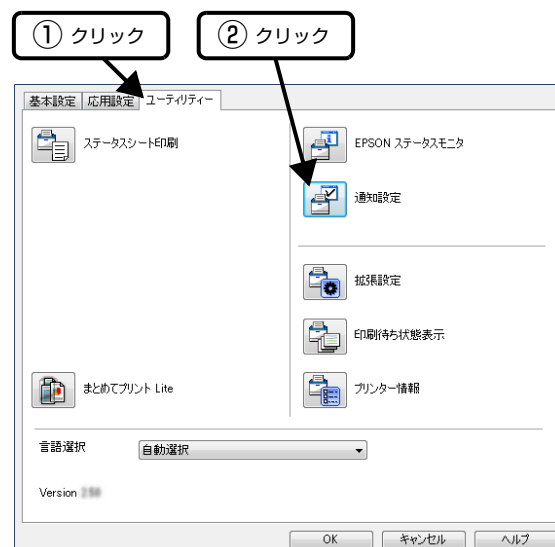 ① クリック
② クリック
基本設定 応用設定 ユーティリティー
ステータスシート印刷
EPSON ステータスモニタ
通知設定
拡張設定
印刷待ち状態表示
まとめてプリント Lite
プリンター情報
言語選択 自動選択
Version
OK キャンセル ヘルプ